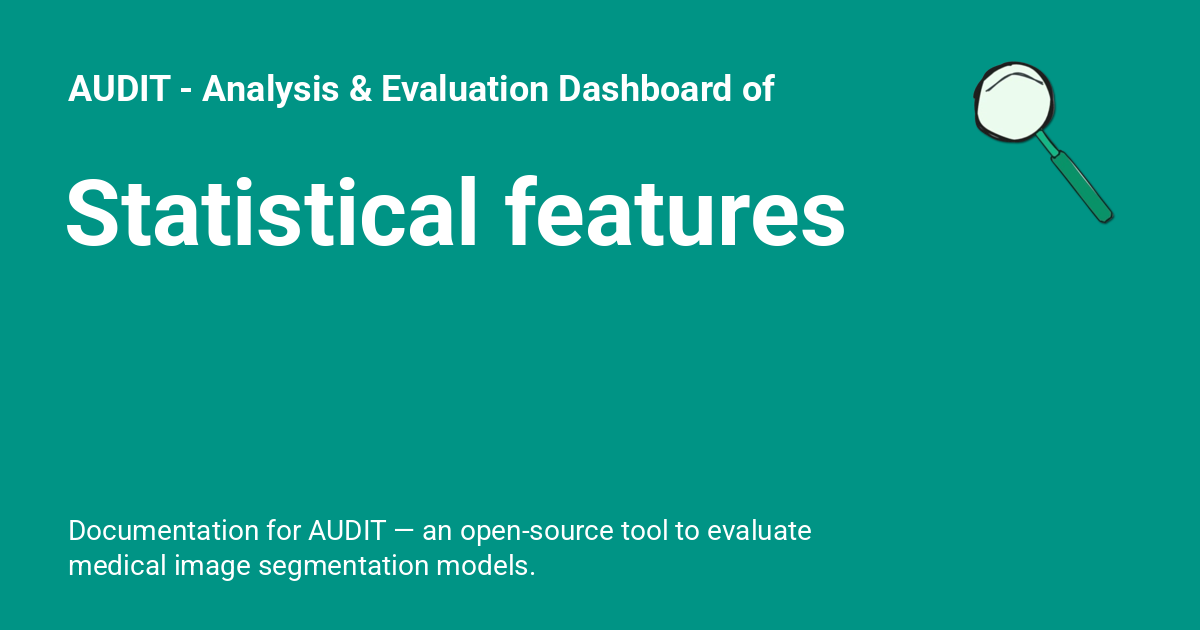 AUDIT - Analysis & Evaluation Dashboard of
Statistical features
Documentation for AUDIT — an open-source tool to evaluate
medical image segmentation models.